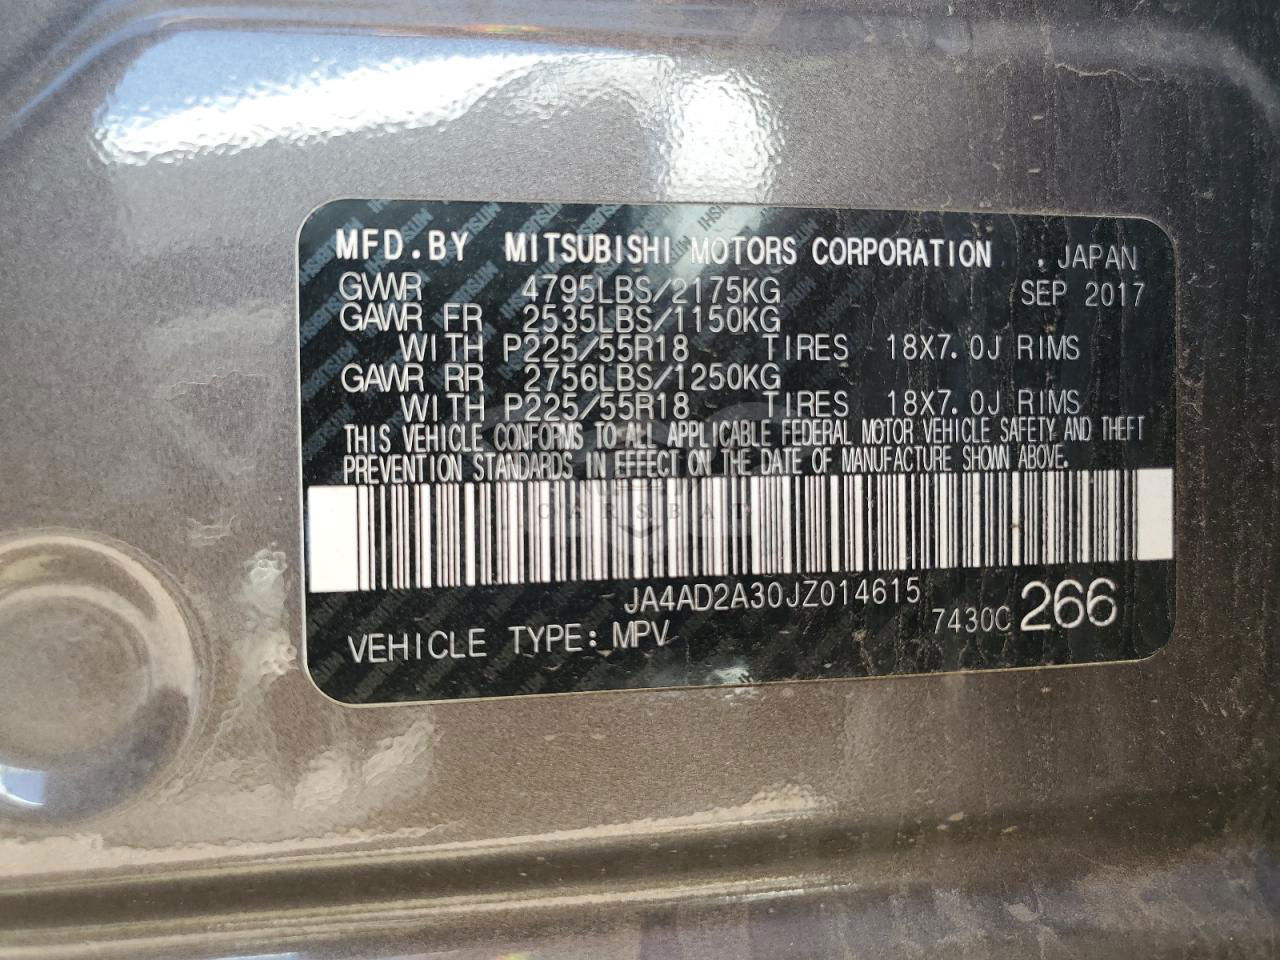 MFD.BY MITSUBISHI MOTORS CORPORATION . JAPAN
GVWR 4795LBS/2175KG SEP 2017
GAWR FR 2535LBS/1150KG
WITH P225/55R18 TIRES 18X7.0J RIMS
GAWR RR 2756LBS/1250KG
WITH P225/55R18 TIRES 18X7.0J RIMS
THIS VEHICLE CONFORMS TO ALL APPLICABLE FEDERAL MOTOR VEHICLE SAFETY AND THEFT
PREVENTION STANDARDS IN EFFECT ON THE DATE OF MANUFACTURE SHOWN ABOVE.
CARSBAT
JA4AD2A30JZ014615
VEHICLE TYPE: MPV 7430C 266